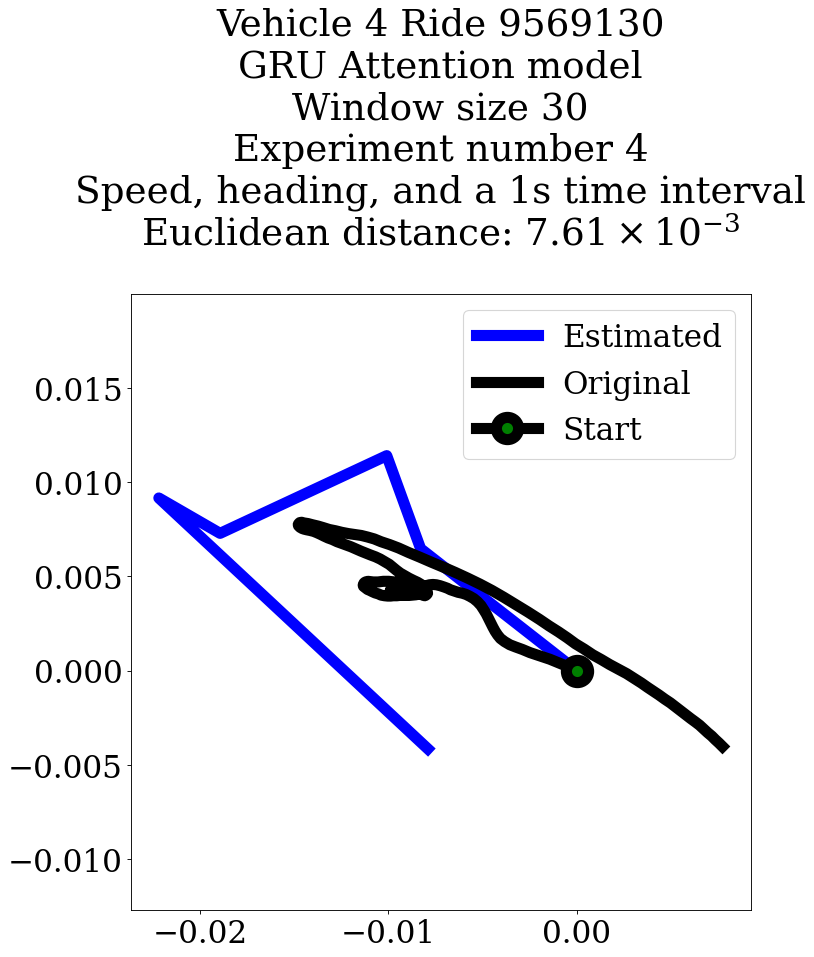 Vehicle 4 Ride 9569130
GRU Attention model
Window size 30
Experiment number 4
Speed, heading, and a 1s time interval
Euclidean distance: 7.61 × 10⁻³
Estimated
Original
Start
0.015
0.010
0.005
0.000
−0.005
−0.010
−0.02 −0.01 0.00